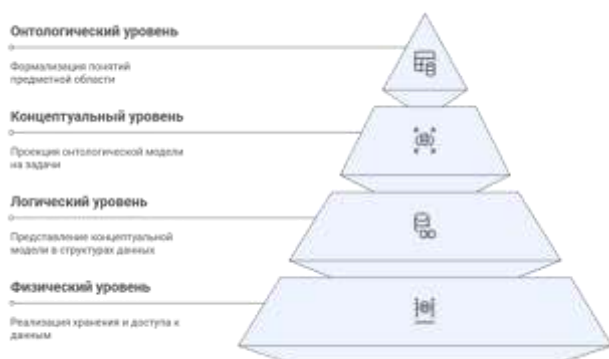 Онтологический уровень
Формализация понятий
предметной области
Концептуальный уровень
Проекция онтологической модели
на задачи
Логический уровень
Представление концептуальной
модели в структурах данных
Физический уровень
Реализация хранения и доступа к
данным